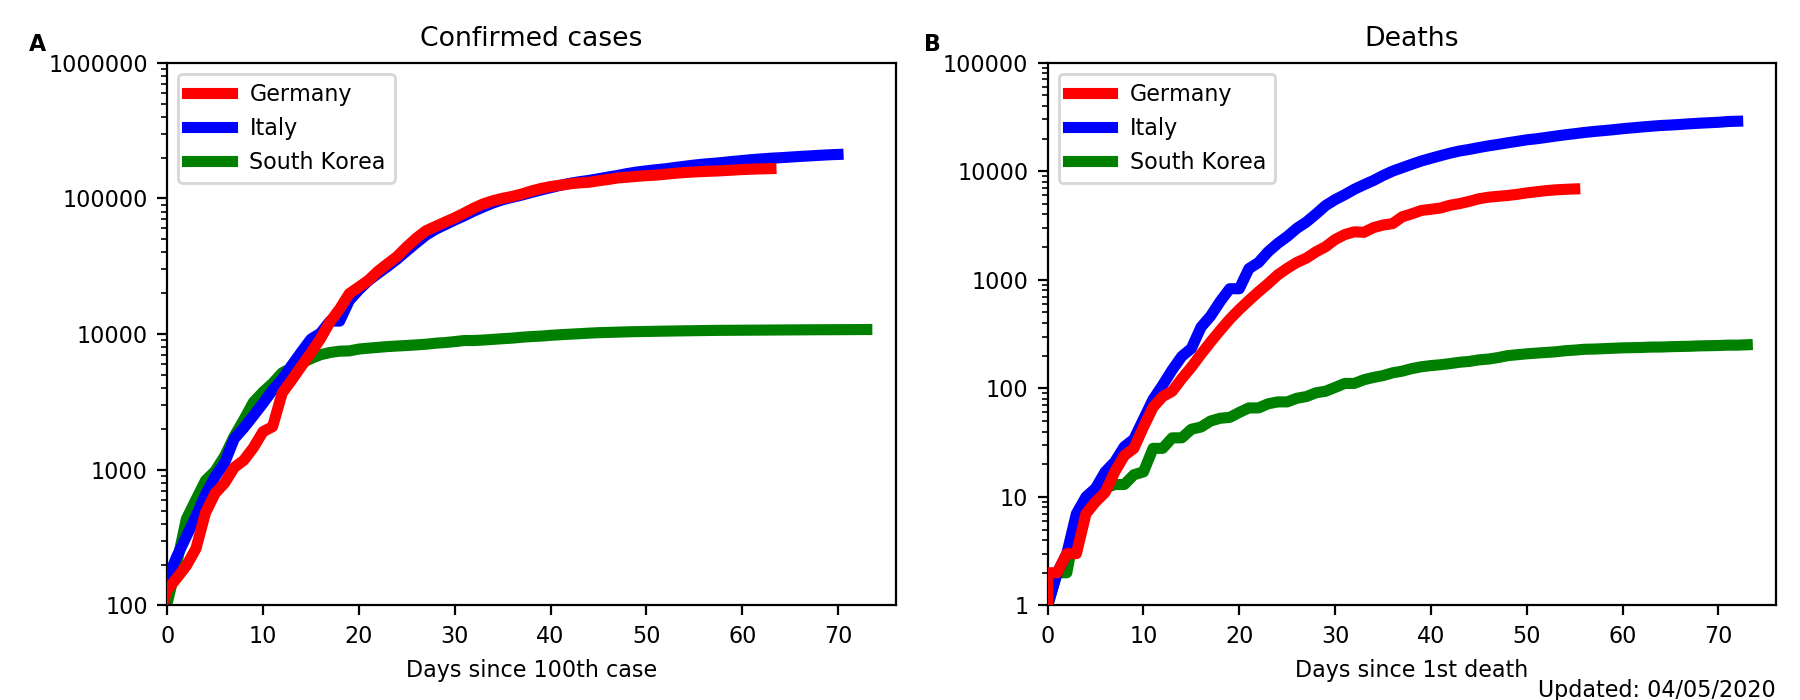 A
Confirmed cases
1000000
100000
10000
1000
100
Germany
Italy
South Korea
0 10 20 30 40 50 60 70
Days since 100th case
B
Deaths
100000
10000
1000
100
10
1
Germany
Italy
South Korea
0 10 20 30 40 50 60 70
Days since 1st death
Updated: 04/05/2020